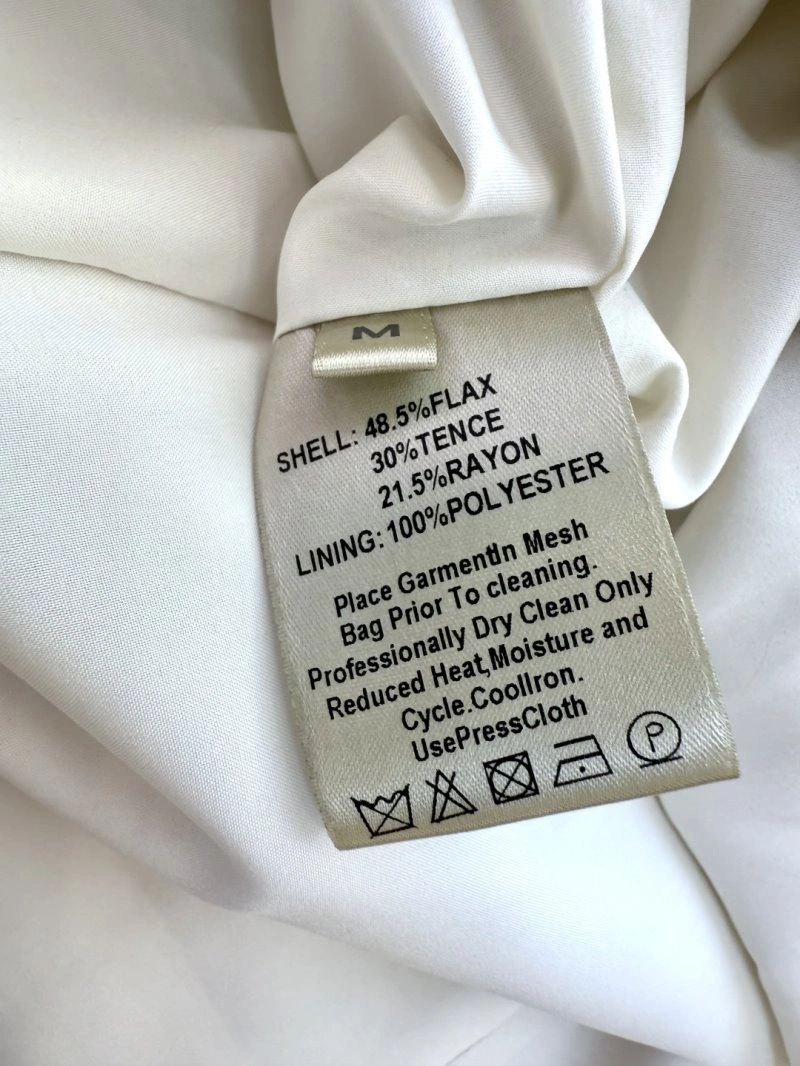 M
SHELL: 48.5%FLAX
30%TENCE
21.5%RAYON
LINING: 100%POLYESTER
Place GarmentIn Mesh
Bag Prior To cleaning.
Professionally Dry Clean Only
Reduced Heat,Moisture and
Cycle.CoolIron.
UsePressCloth
P